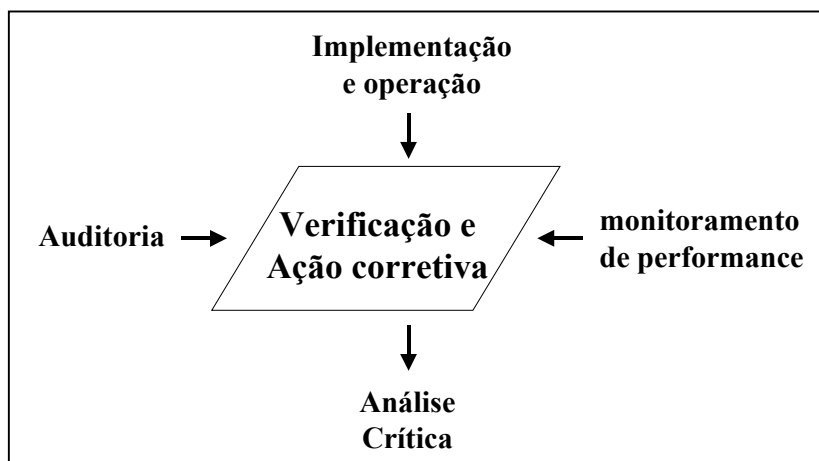 Implementação
e operação
Auditoria
Verificação e
Ação corretiva
monitoramento
de performance
Análise
Crítica